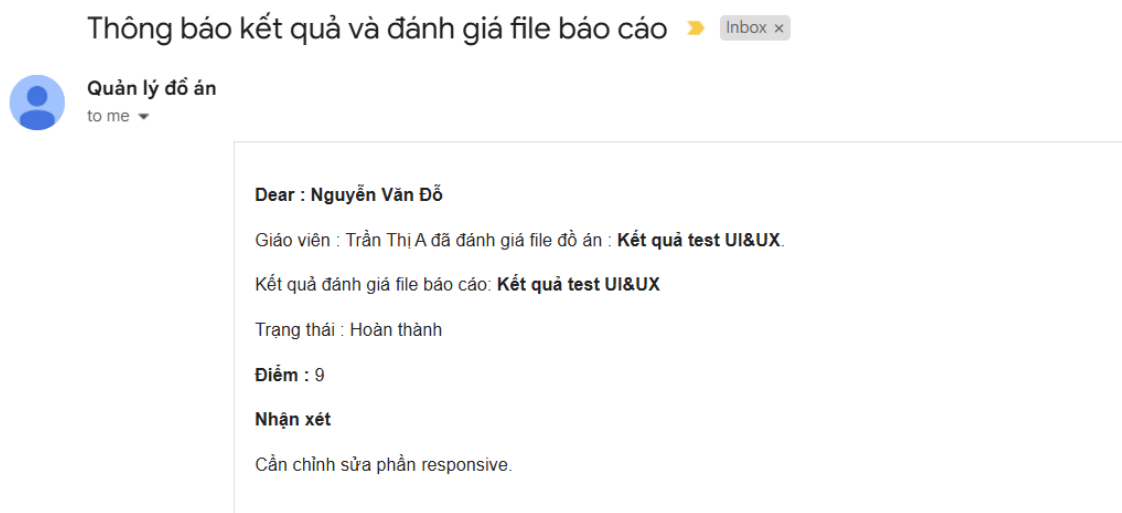 Thông báo kết quả và đánh giá file báo cáo Inbox ×
Quản lý đồ án
to me
Dear : Nguyễn Văn Đỗ
Giáo viên : Trần Thị A đã đánh giá file đồ án : Kết quả test UI&UX.
Kết quả đánh giá file báo cáo: Kết quả test UI&UX
Trạng thái : Hoàn thành
Điểm : 9
Nhận xét
Cần chỉnh sửa phần responsive.